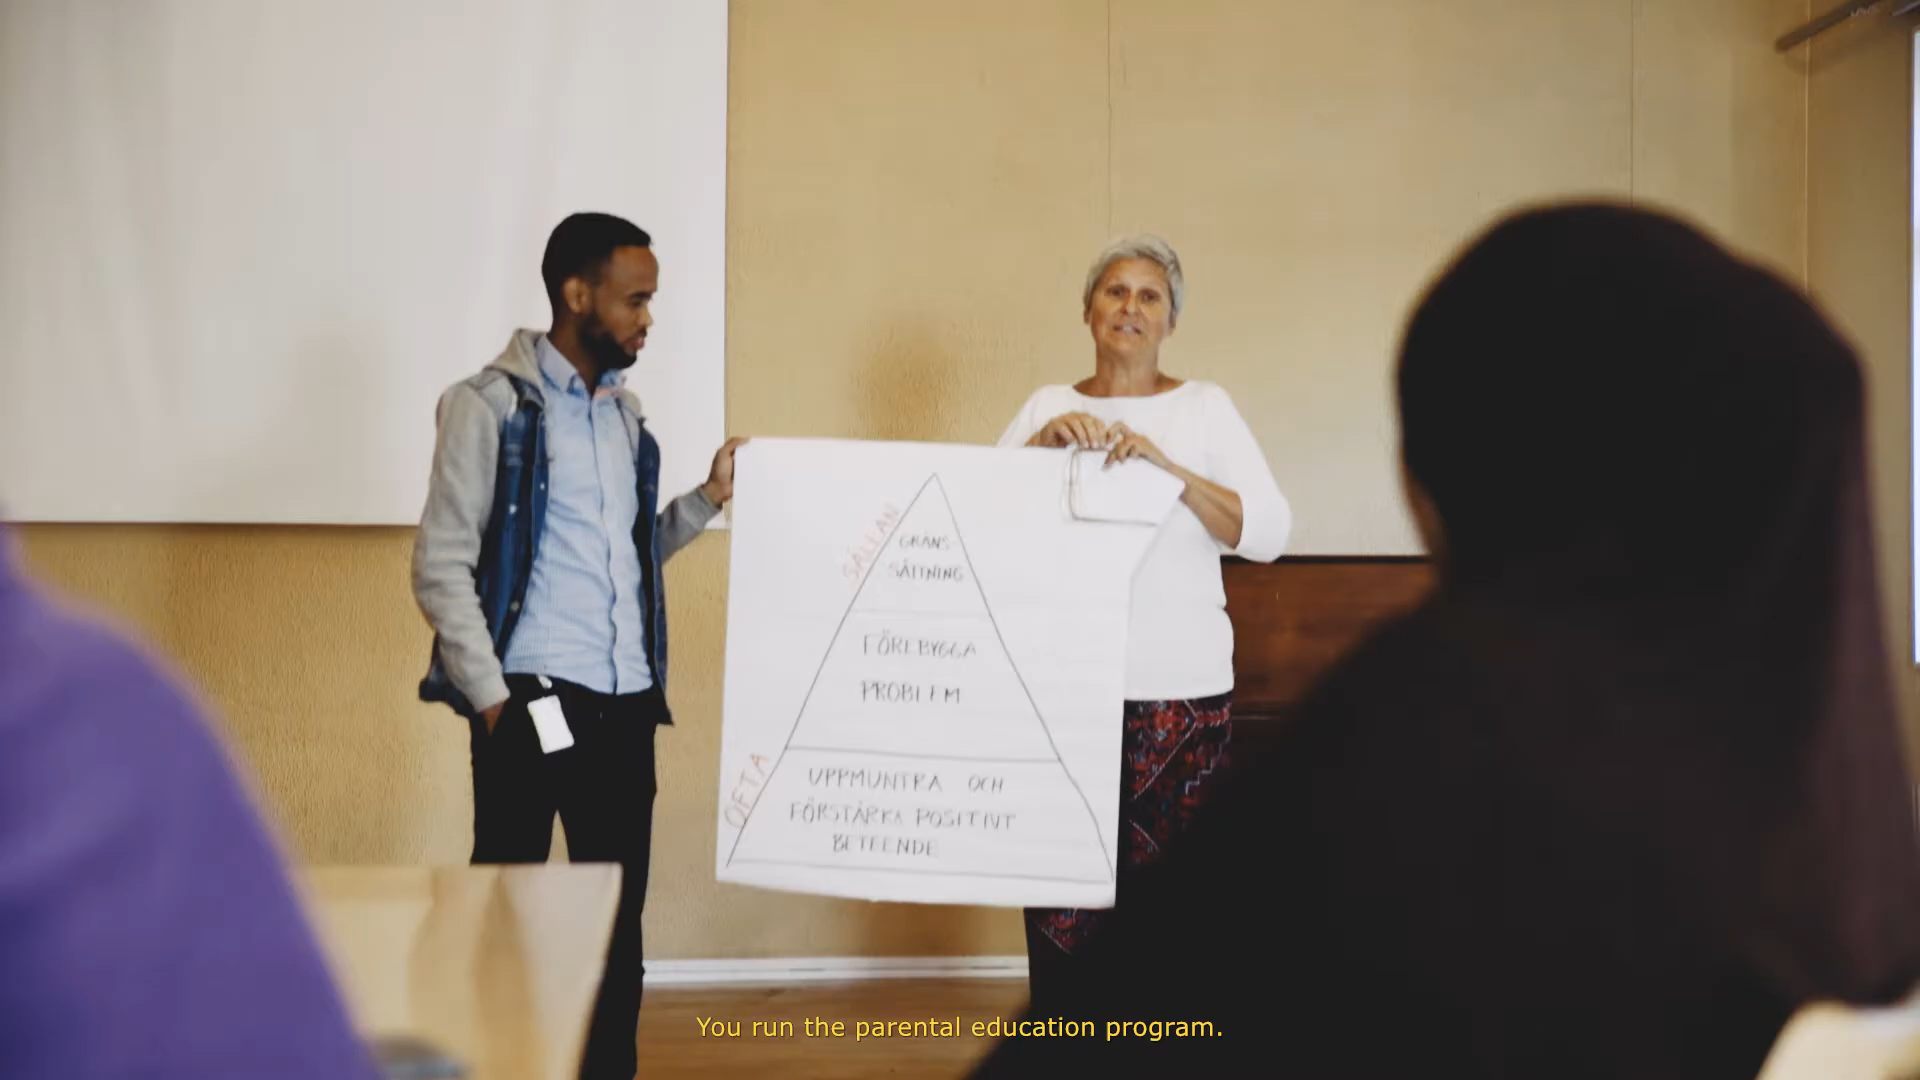 SÄLLAN
GRÄNS-
SÄTTNING
FÖREBYGGA
PROBLEM
OFTA
UPPMUNTRA OCH
FÖRSTÄRKA POSITIVT
BETEENDE
You run the parental education program.